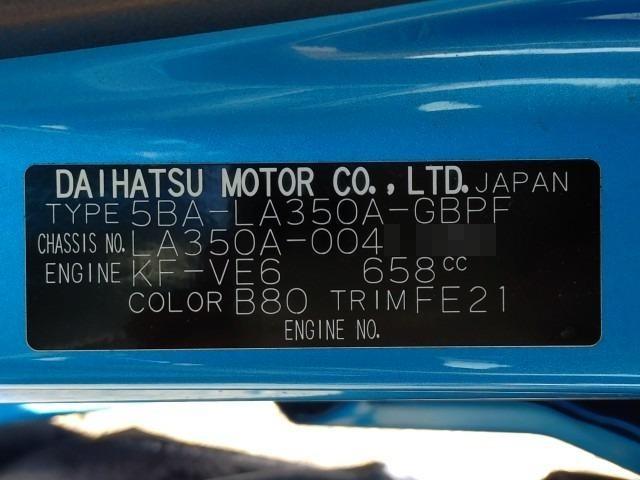 DAIHATSU MOTOR CO., LTD. JAPAN
TYPE 5BA-LA350A-GBPF
CHASSIS NO. LA350A-004
ENGINE KF-VE6 658cc
COLOR B80 TRIM FE21
ENGINE NO.